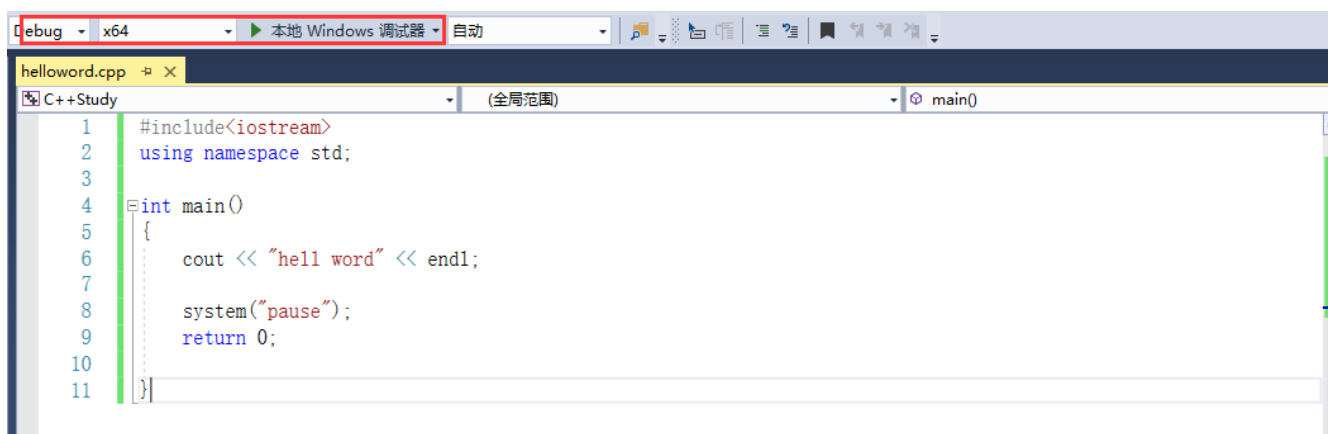 Debug x64 本地 Windows 调试器 自动
helloword.cpp
C++Study (全局范围) main()
1 #include<iostream>
2 using namespace std;
3
4 int main()
5 {
6 cout << "hell word" << endl;
7
8 system("pause");
9 return 0;
10
11 }